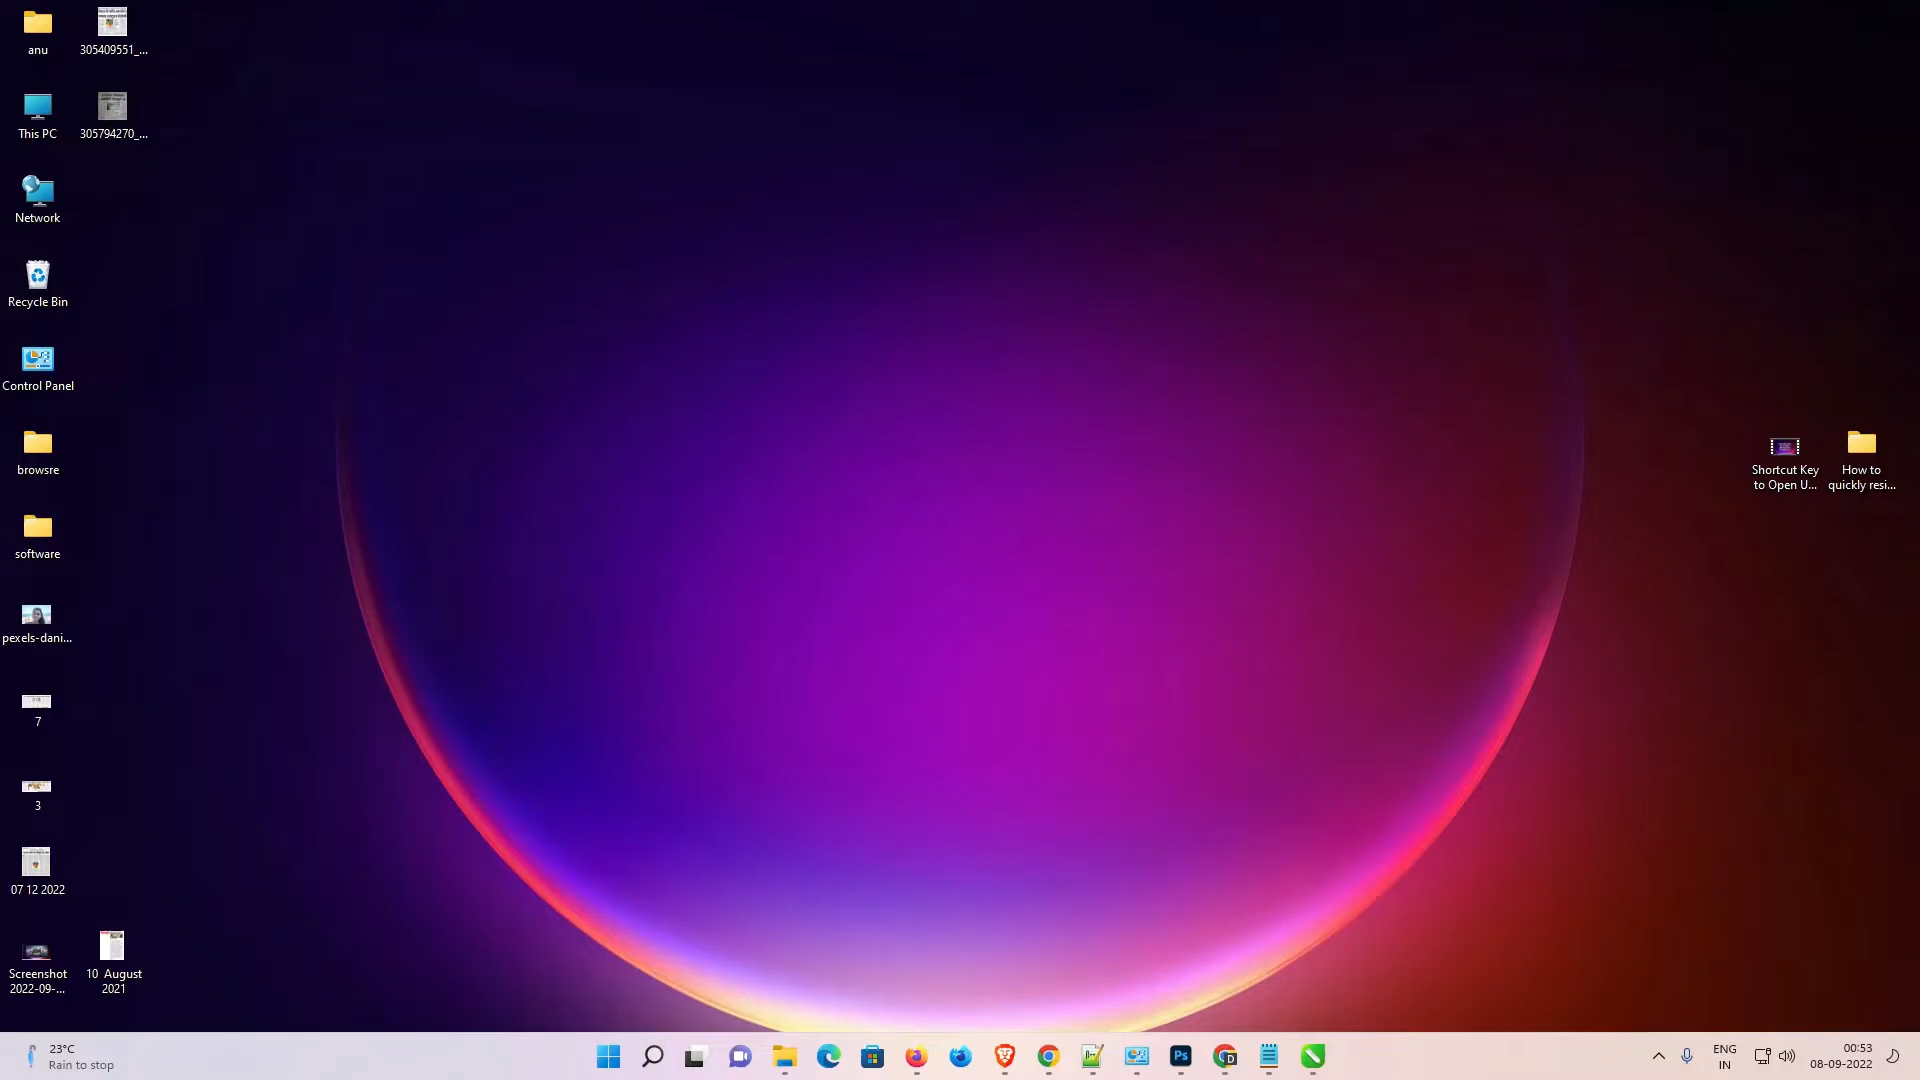 anu
305409551_...
This PC
305794270_...
Network
Recycle Bin
Control Panel
browsre
software
pexels-dani...
7
3
07 12 2022
Screenshot
2022-09-...
10 August
2021
Shortcut Key
to Open U...
How to
quickly resi...
23°C
Rain to stop
Ps
D
ENG
IN
00:53
08-09-2022